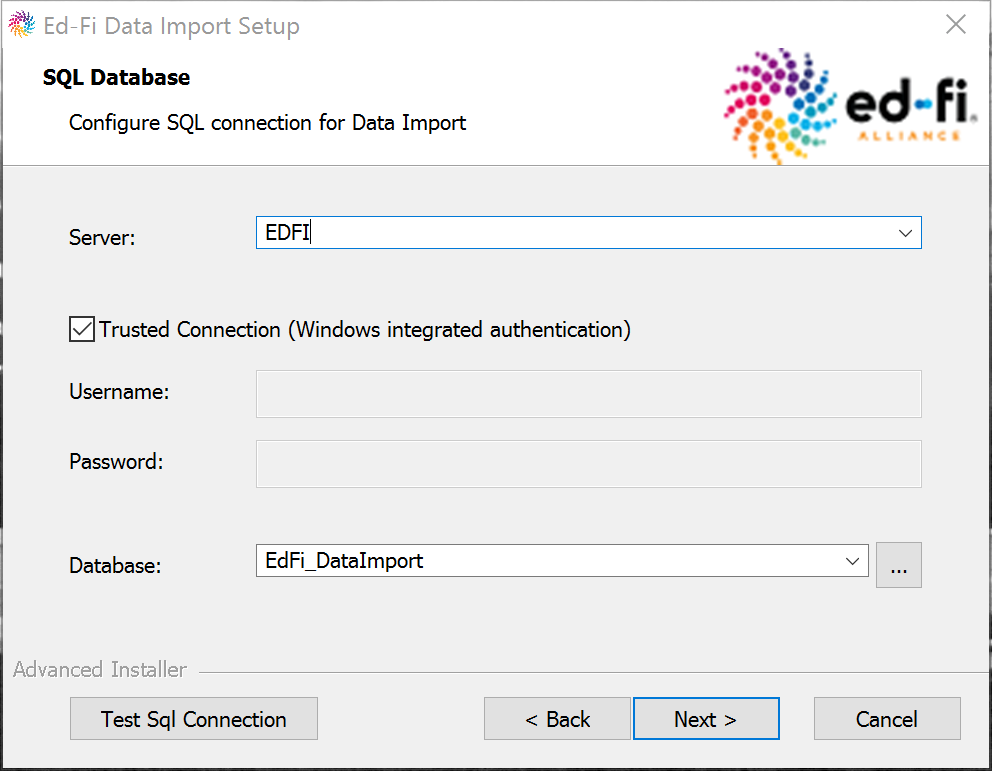 Ed-Fi Data Import Setup
SQL Database
Configure SQL connection for Data Import
ed-fi®
ALLIANCE
Server: EDFI
Trusted Connection (Windows integrated authentication)
Username:
Password:
Database: EdFi_DataImport ...
Advanced Installer
Test Sql Connection < Back Next > Cancel